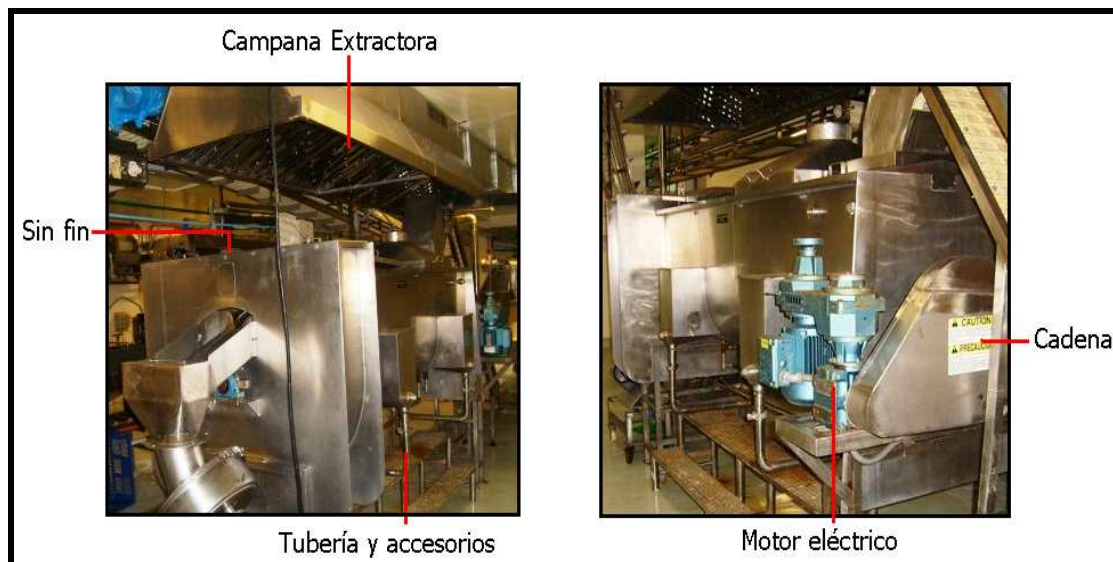 Campana Extractora
Sin fin
Tubería y accesorios
CAUTION
PRECAUCION
Cadena
Motor eléctrico